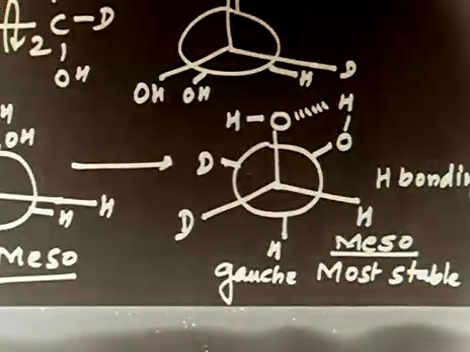 2 C-D
OH
OH OH H D
H
OH
H-O H
O
D
H bondin
H H
D H
H
Meso
Meso
gauche Most stable